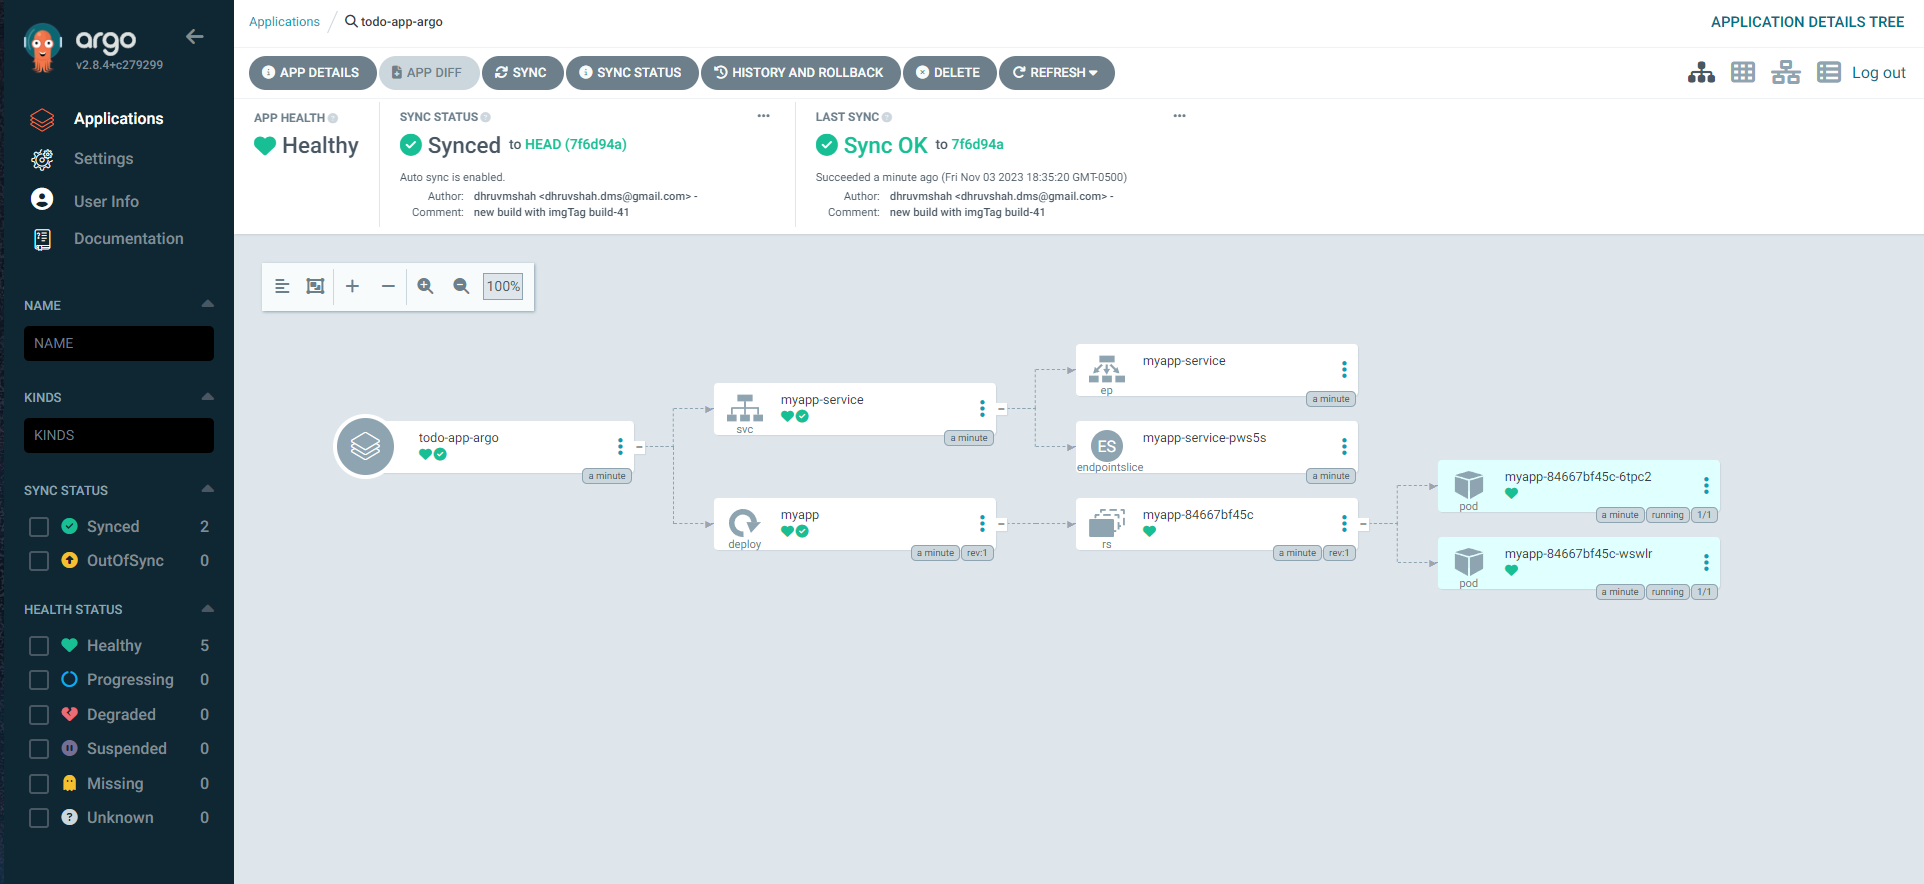 argo
v2.8.4+c279299
Applications
Settings
User Info
Documentation
NAME
NAME
KINDS
KINDS
SYNC STATUS
Synced 2
OutOfSync 0
HEALTH STATUS
Healthy 5
Progressing 0
Degraded 0
Suspended 0
Missing 0
Unknown 0
Applications / todo-app-argo
APPLICATION DETAILS TREE
APP DETAILS APP DIFF SYNC SYNC STATUS HISTORY AND ROLLBACK DELETE REFRESH
Log out
APP HEALTH
Healthy
SYNC STATUS
Synced to HEAD (7f6d94a)
Auto sync is enabled.
Author: dhruvmshah <dhruvshah.dms@gmail.com> -
Comment: new build with imgTag build-41
LAST SYNC
Sync OK to 7f6d94a
Succeeded a minute ago (Fri Nov 03 2023 18:35:20 GMT-0500)
Author: dhruvmshah <dhruvshah.dms@gmail.com> -
Comment: new build with imgTag build-41
100%
todo-app-argo
a minute
myapp-service
svc
a minute
myapp
deploy
a minute rev:1
myapp-service
ep
a minute
ES
myapp-service-pws5s
endpointslice
a minute
myapp-84667bf45c
rs
a minute rev:1
myapp-84667bf45c-6tpc2
pod
a minute running 1/1
myapp-84667bf45c-wswlr
pod
a minute running 1/1